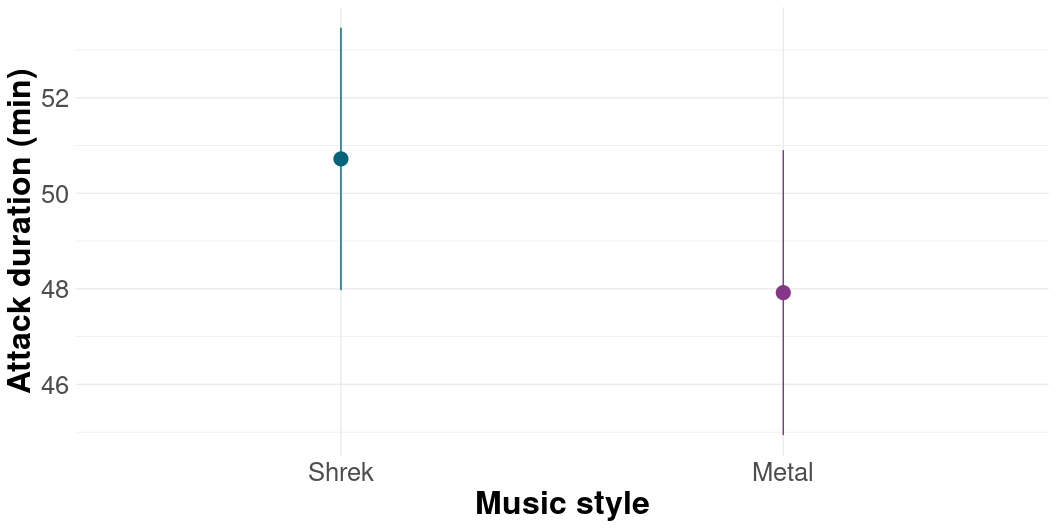 Attack duration (min)
52
50
48
46
Shrek
Metal
Music style